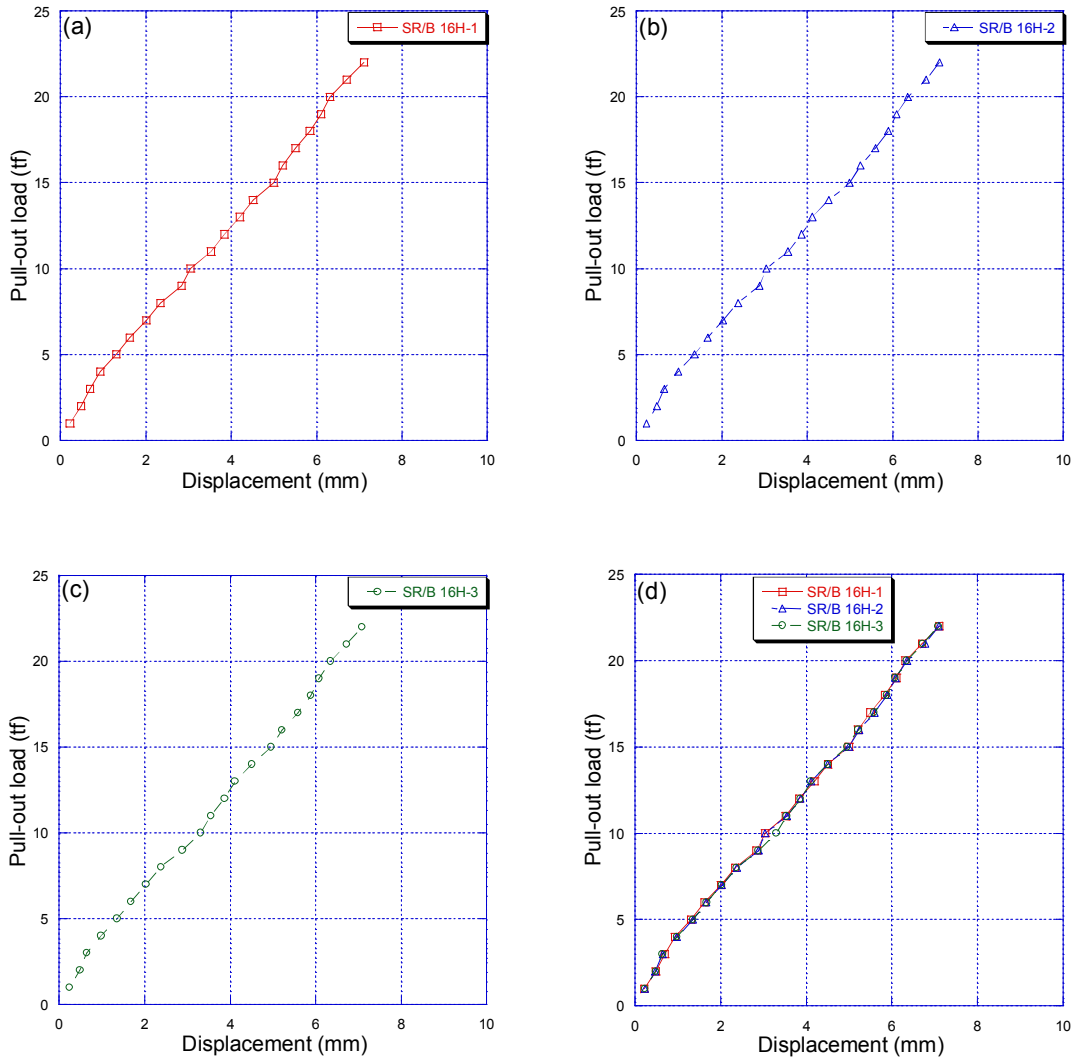 (a)
SR/B 16H-1
25
20
15
10
5
0
Pull-out load (tf)
0 2 4 6 8 10
Displacement (mm)
(b)
SR/B 16H-2
25
20
15
10
5
0
Pull-out load (tf)
0 2 4 6 8 10
Displacement (mm)
(c)
SR/B 16H-3
25
20
15
10
5
0
Pull-out load (tf)
0 2 4 6 8 10
Displacement (mm)
(d)
SR/B 16H-1
SR/B 16H-2
SR/B 16H-3
25
20
15
10
5
0
Pull-out load (tf)
0 2 4 6 8 10
Displacement (mm)